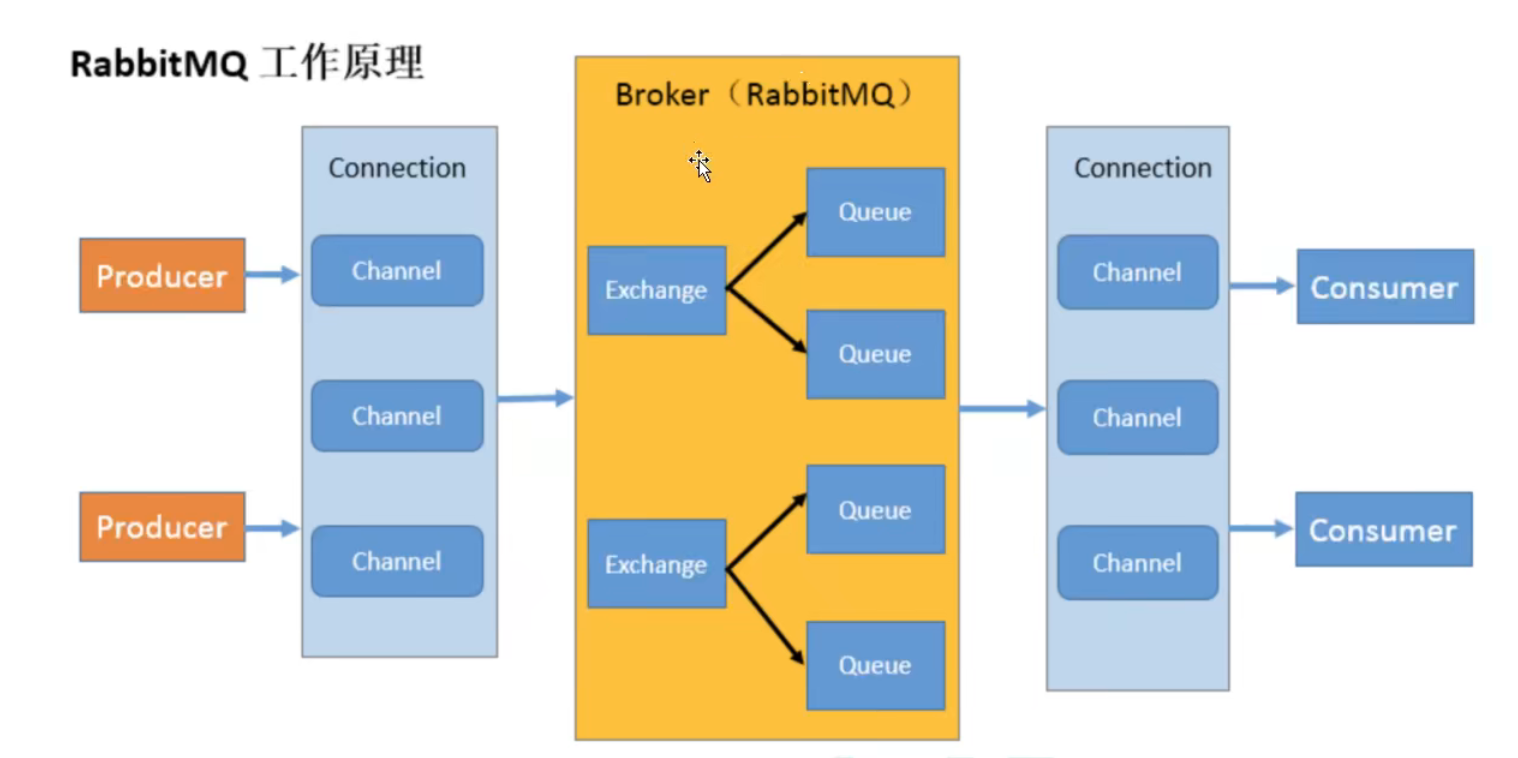 RabbitMQ 工作原理
Broker（RabbitMQ）
Connection
Connection
Producer
Channel
Exchange
Queue
Queue
Channel
Consumer
Channel
Channel
Producer
Channel
Exchange
Queue
Queue
Channel
Consumer